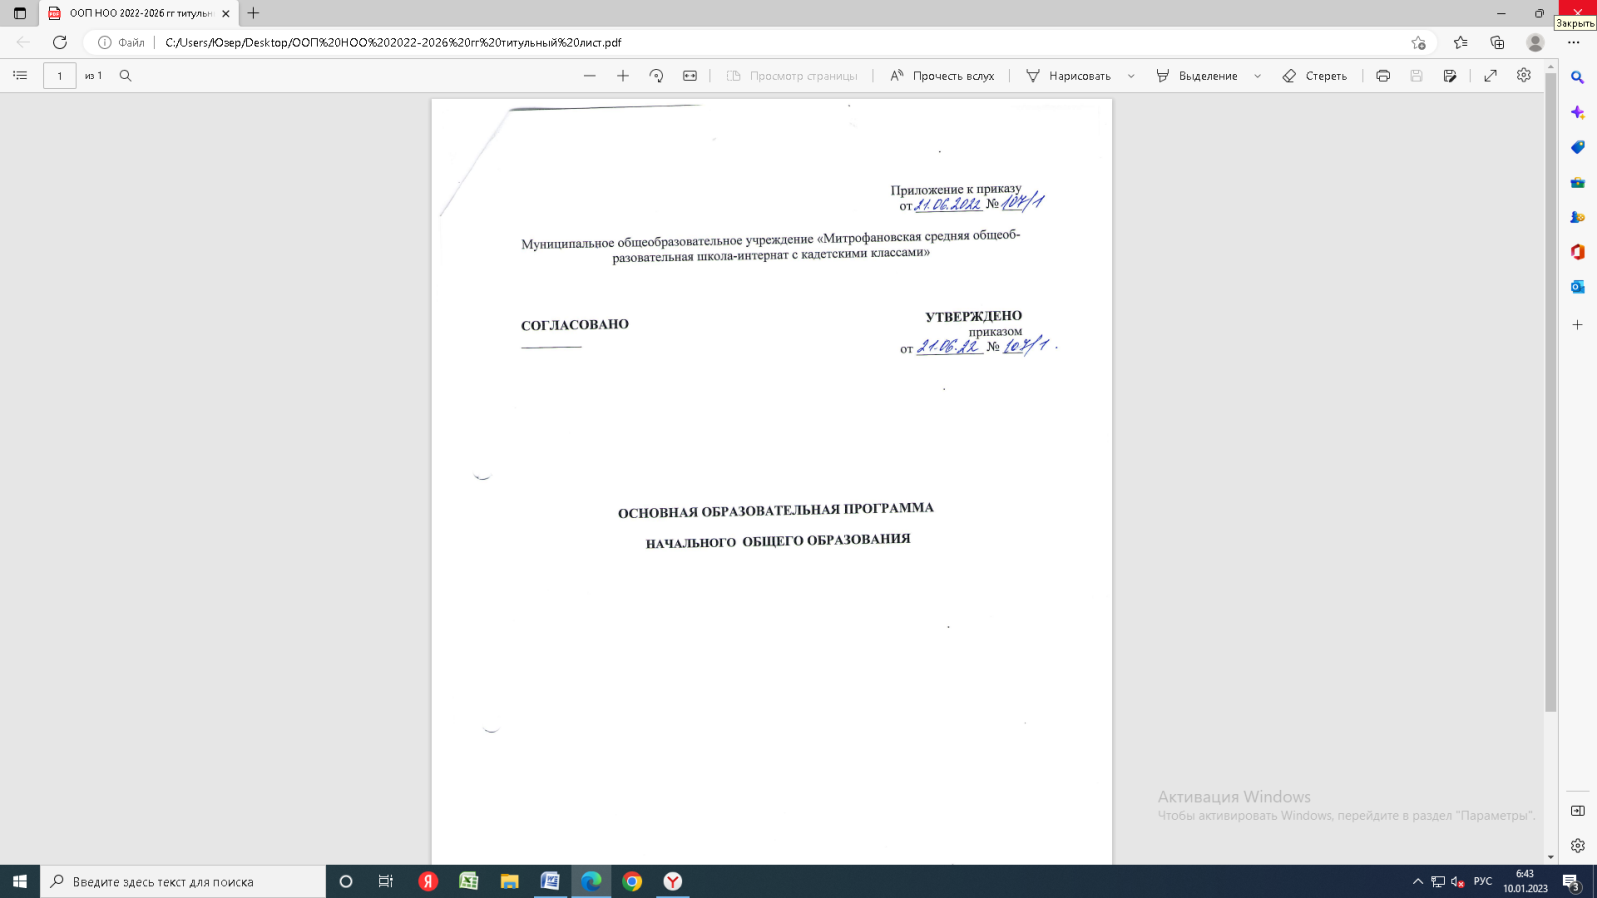 ООП НОО 2022-2026 гг титульн
Закрыть
Файл
C:/Users/Юзер/Desktop/ООП%20НОО%202022-2026%20гг%20титульный%20лист.pdf
1 из 1
Просмотр страницы
Прочесть вслух
Нарисовать
Выделение
Стереть
Приложение к приказу
от 21.06.2022 № 107/1
Муниципальное общеобразовательное учреждение «Митрофановская средняя общеоб-
разовательная школа-интернат с кадетскими классами»
СОГЛАСОВАНО
УТВЕРЖДЕНО
приказом
от 21.06.22 № 107/1.
ОСНОВНАЯ ОБРАЗОВАТЕЛЬНАЯ ПРОГРАММА
НАЧАЛЬНОГО ОБЩЕГО ОБРАЗОВАНИЯ
Активация Windows
Чтобы активировать Windows, перейдите в раздел "Параметры".
Введите здесь текст для поиска
РУС
6:43
10.01.2023
3